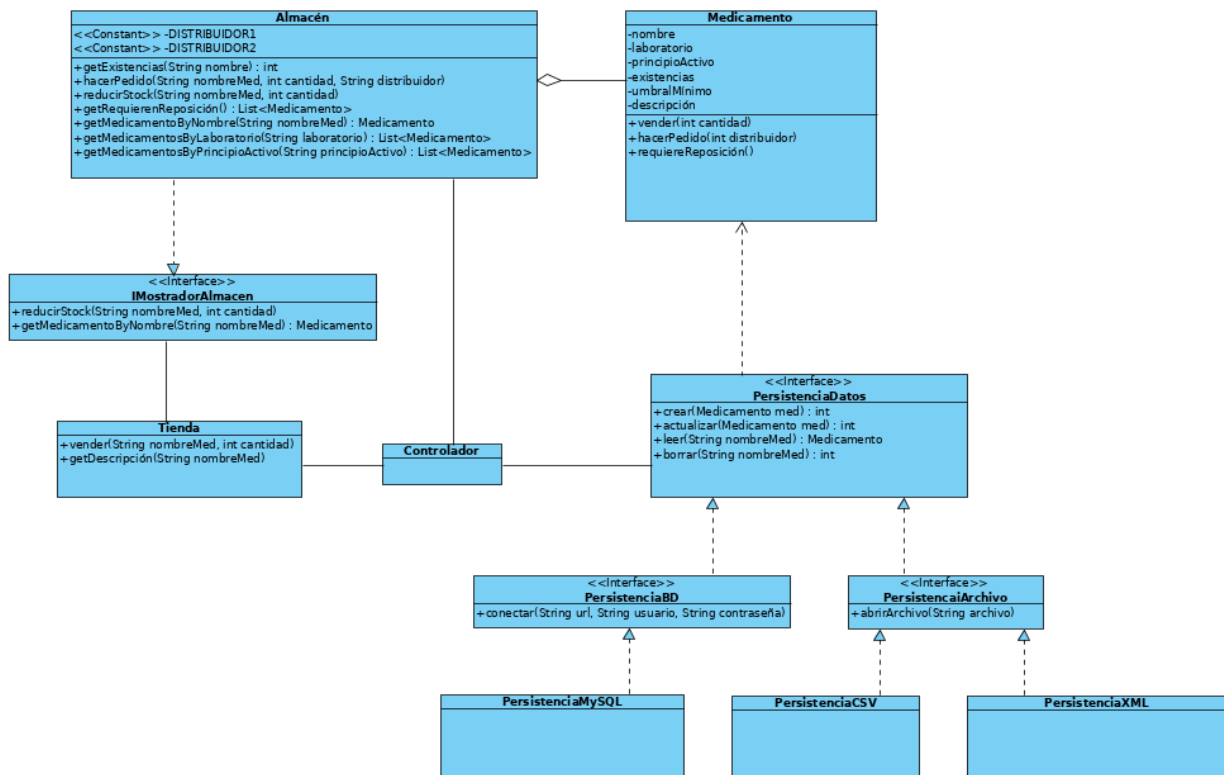 Almacén
<<Constant>> -DISTRIBUIDOR1
<<Constant>> -DISTRIBUIDOR2
+getExistencias(String nombre) : int
+hacerPedido(String nombreMed, int cantidad, String distribuidor)
+reducirStock(String nombreMed, int cantidad)
+getRequierenReposición() : List<Medicamento>
+getMedicamentoByNombre(String nombreMed) : Medicamento
+getMedicamentosByLaboratorio(String laboratorio) : List<Medicamento>
+getMedicamentosByPrincipioActivo(String principioActivo) : List<Medicamento>
Medicamento
-nombre
-laboratorio
-principioActivo
-existencias
-umbralMínimo
-descripción
+vender(int cantidad)
+hacerPedido(int distribuidor)
+requiereReposición()
<<Interface>>
IMostradorAlmacen
+reducirStock(String nombreMed, int cantidad)
+getMedicamentoByNombre(String nombreMed) : Medicamento
<<Interface>>
PersistenciaDatos
+crear(Medicamento med) : int
+actualizar(Medicamento med) : int
+leer(String nombreMed) : Medicamento
+borrar(String nombreMed) : int
Tienda
+vender(String nombreMed, int cantidad)
+getDescripción(String nombreMed)
Controlador
<<Interface>>
PersistenciaBD
+conectar(String url, String usuario, String contraseña)
<<Interface>>
PersistencaiArchivo
+abrirArchivo(String archivo)
PersistenciaMySQL
PersistenciaCSV
PersistenciaXML